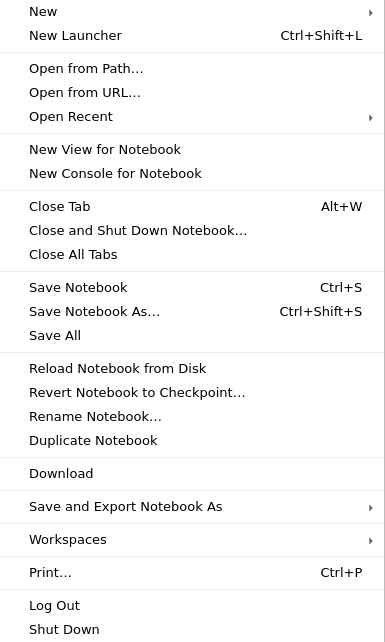 New
New Launcher Ctrl+Shift+L
Open from Path…
Open from URL…
Open Recent
New View for Notebook
New Console for Notebook
Close Tab Alt+W
Close and Shut Down Notebook…
Close All Tabs
Save Notebook Ctrl+S
Save Notebook As… Ctrl+Shift+S
Save All
Reload Notebook from Disk
Revert Notebook to Checkpoint…
Rename Notebook…
Duplicate Notebook
Download
Save and Export Notebook As
Workspaces
Print… Ctrl+P
Log Out
Shut Down